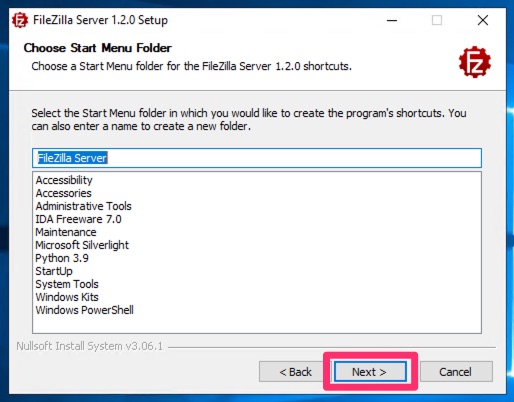 FileZilla Server 1.2.0 Setup
Choose Start Menu Folder
Choose a Start Menu folder for the FileZilla Server 1.2.0 shortcuts.
Fz
Select the Start Menu folder in which you would like to create the program's shortcuts. You
can also enter a name to create a new folder.
FileZilla Server
Accessibility
Accessories
Administrative Tools
IDA Freeware 7.0
Maintenance
Microsoft Silverlight
Python 3.9
StartUp
System Tools
Windows Kits
Windows PowerShell
Nullsoft Install System v3.06.1
< Back
Next >
Cancel